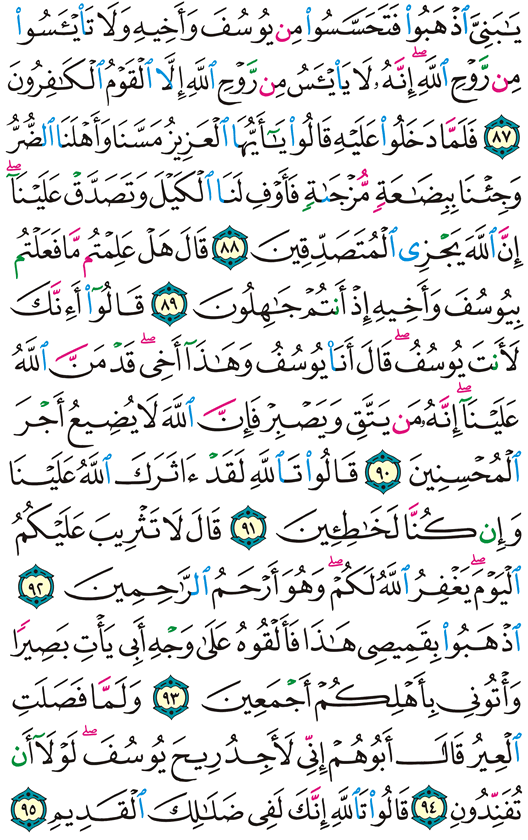 يَـٰبَنِىَّ ٱذْهَبُوا۟ فَتَحَسَّسُوا۟ مِن يُوسُفَ وَأَخِيهِ وَلَا تَا۟يْـَٔسُوا۟
مِن رَّوْحِ ٱللَّهِ ۖ إِنَّهُۥ لَا يَا۟يْـَٔسُ مِن رَّوْحِ ٱللَّهِ إِلَّا ٱلْقَوْمُ ٱلْكَـٰفِرُونَ
٨٧ فَلَمَّا دَخَلُوا۟ عَلَيْهِ قَالُوا۟ يَـٰٓأَيُّهَا ٱلْعَزِيزُ مَسَّنَا وَأَهْلَنَا ٱلضُّرُّ
وَجِئْنَا بِبِضَـٰعَةٍ مُّزْجَىٰةٍ فَأَوْفِ لَنَا ٱلْكَيْلَ وَتَصَدَّقْ عَلَيْنَآ ۖ
إِنَّ ٱللَّهَ يَجْزِى ٱلْمُتَصَدِّقِينَ ٨٨ قَالَ هَلْ عَلِمْتُم مَّا فَعَلْتُم
بِيُوسُفَ وَأَخِيهِ إِذْ أَنتُمْ جَـٰهِلُونَ ٨٩ قَالُوٓا۟ أَءِنَّكَ
لَأَنتَ يُوسُفُ ۖ قَالَ أَنَا۠ يُوسُفُ وَهَـٰذَآ أَخِى ۖ قَدْ مَنَّ ٱللَّهُ
عَلَيْنَآ ۖ إِنَّهُۥ مَن يَتَّقِ وَيَصْبِرْ فَإِنَّ ٱللَّهَ لَا يُضِيعُ أَجْرَ
ٱلْمُحْسِنِينَ ٩٠ قَالُوا۟ تَٱللَّهِ لَقَدْ ءَاثَرَكَ ٱللَّهُ عَلَيْنَا
وَإِن كُنَّا لَخَـٰطِـِٔينَ ٩١ قَالَ لَا تَثْرِيبَ عَلَيْكُمُ
ٱلْيَوْمَ ۖ يَغْفِرُ ٱللَّهُ لَكُمْ ۖ وَهُوَ أَرْحَمُ ٱلرَّٰحِمِينَ ٩٢
ٱذْهَبُوا۟ بِقَمِيصِى هَـٰذَا فَأَلْقُوهُ عَلَىٰ وَجْهِ أَبِى يَأْتِ بَصِيرًا
وَأْتُونِى بِأَهْلِكُمْ أَجْمَعِينَ ٩٣ وَلَمَّا فَصَلَتِ
ٱلْعِيرُ قَالَ أَبُوهُمْ إِنِّى لَأَجِدُ رِيحَ يُوسُفَ ۖ لَوْلَآ أَن
تُفَنِّدُونِ ٩٤ قَالُوا۟ تَٱللَّهِ إِنَّكَ لَفِى ضَلَـٰلِكَ ٱلْقَدِيمِ ٩٥